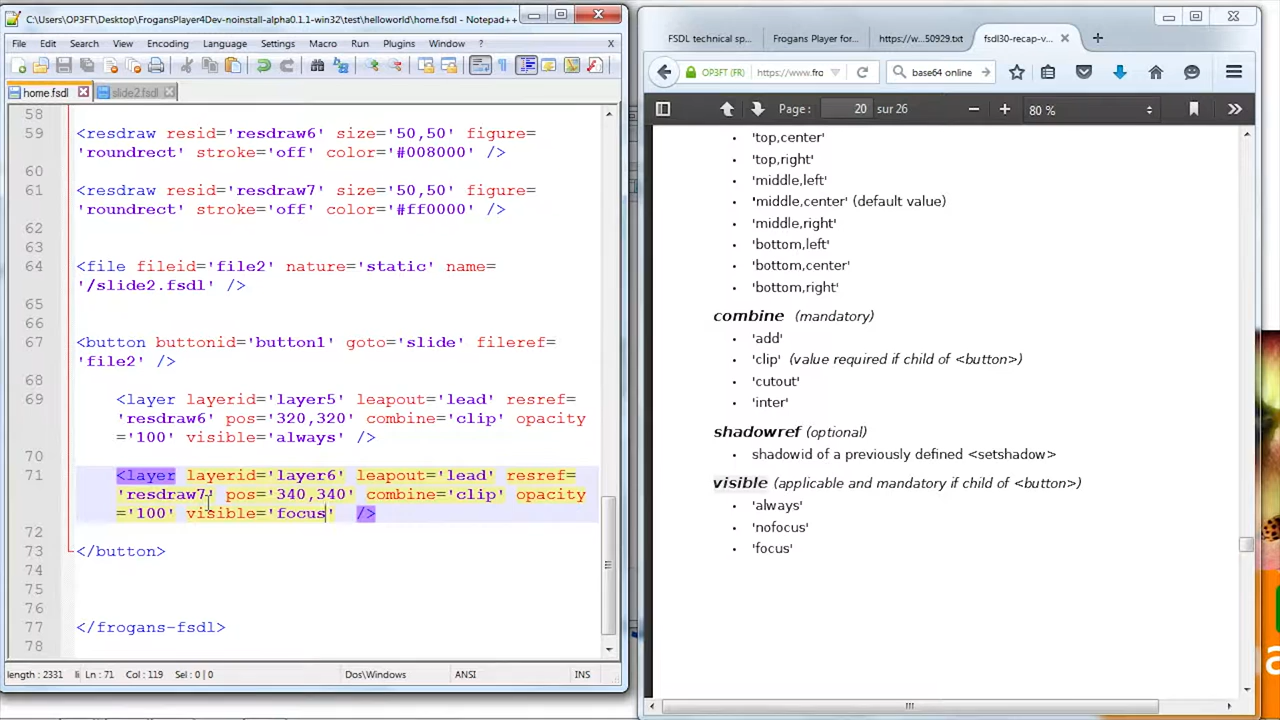 C:\Users\OP3FT\Desktop\FrogansPlayer4Dev-noinstall-alpha0.1.1-win32\test\helloworld\home.fsdl - Notepad++
File Edit Search View Encoding Language Settings Macro Run Plugins Window ? X
home.fsdl slide2.fsdl
58
59 <resdraw resid='resdraw6' size='50,50' figure=
'roundrect' stroke='off' color='#008000' />
60
61 <resdraw resid='resdraw7' size='50,50' figure=
'roundrect' stroke='off' color='#ff0000' />
62
63
64 <file fileid='file2' nature='static' name=
'/slide2.fsdl' />
65
66
67 <button buttonid='button1' goto='slide' fileref=
'file2' />
68
69 <layer layerid='layer5' leapout='lead' resref=
'resdraw6' pos='320,320' combine='clip' opacity
='100' visible='always' />
70
71 <layer layerid='layer6' leapout='lead' resref=
'resdraw7' pos='340,340' combine='clip' opacity
='100' visible='focus' />
72
73 </button>
74
75
76
77 </frogans-fsdl>
78
length : 2331 li Ln : 71 Col : 119 Sel : 0 | 0 Dos\Windows ANSI INS
FSDL technical sp... Frogans Player for... https://w....50929.txt fsdl30-recap-v...
OP3FT (FR) https://www.fro base64 online
Page : 20 sur 26 80 %
• 'top,center'
• 'top,right'
• 'middle,left'
• 'middle,center' (default value)
• 'middle,right'
• 'bottom,left'
• 'bottom,center'
• 'bottom,right'
combine (mandatory)
• 'add'
• 'clip' (value required if child of <button>)
• 'cutout'
• 'inter'
shadowref (optional)
• shadowid of a previously defined <setshadow>
visible (applicable and mandatory if child of <button>)
• 'always'
• 'nofocus'
• 'focus'